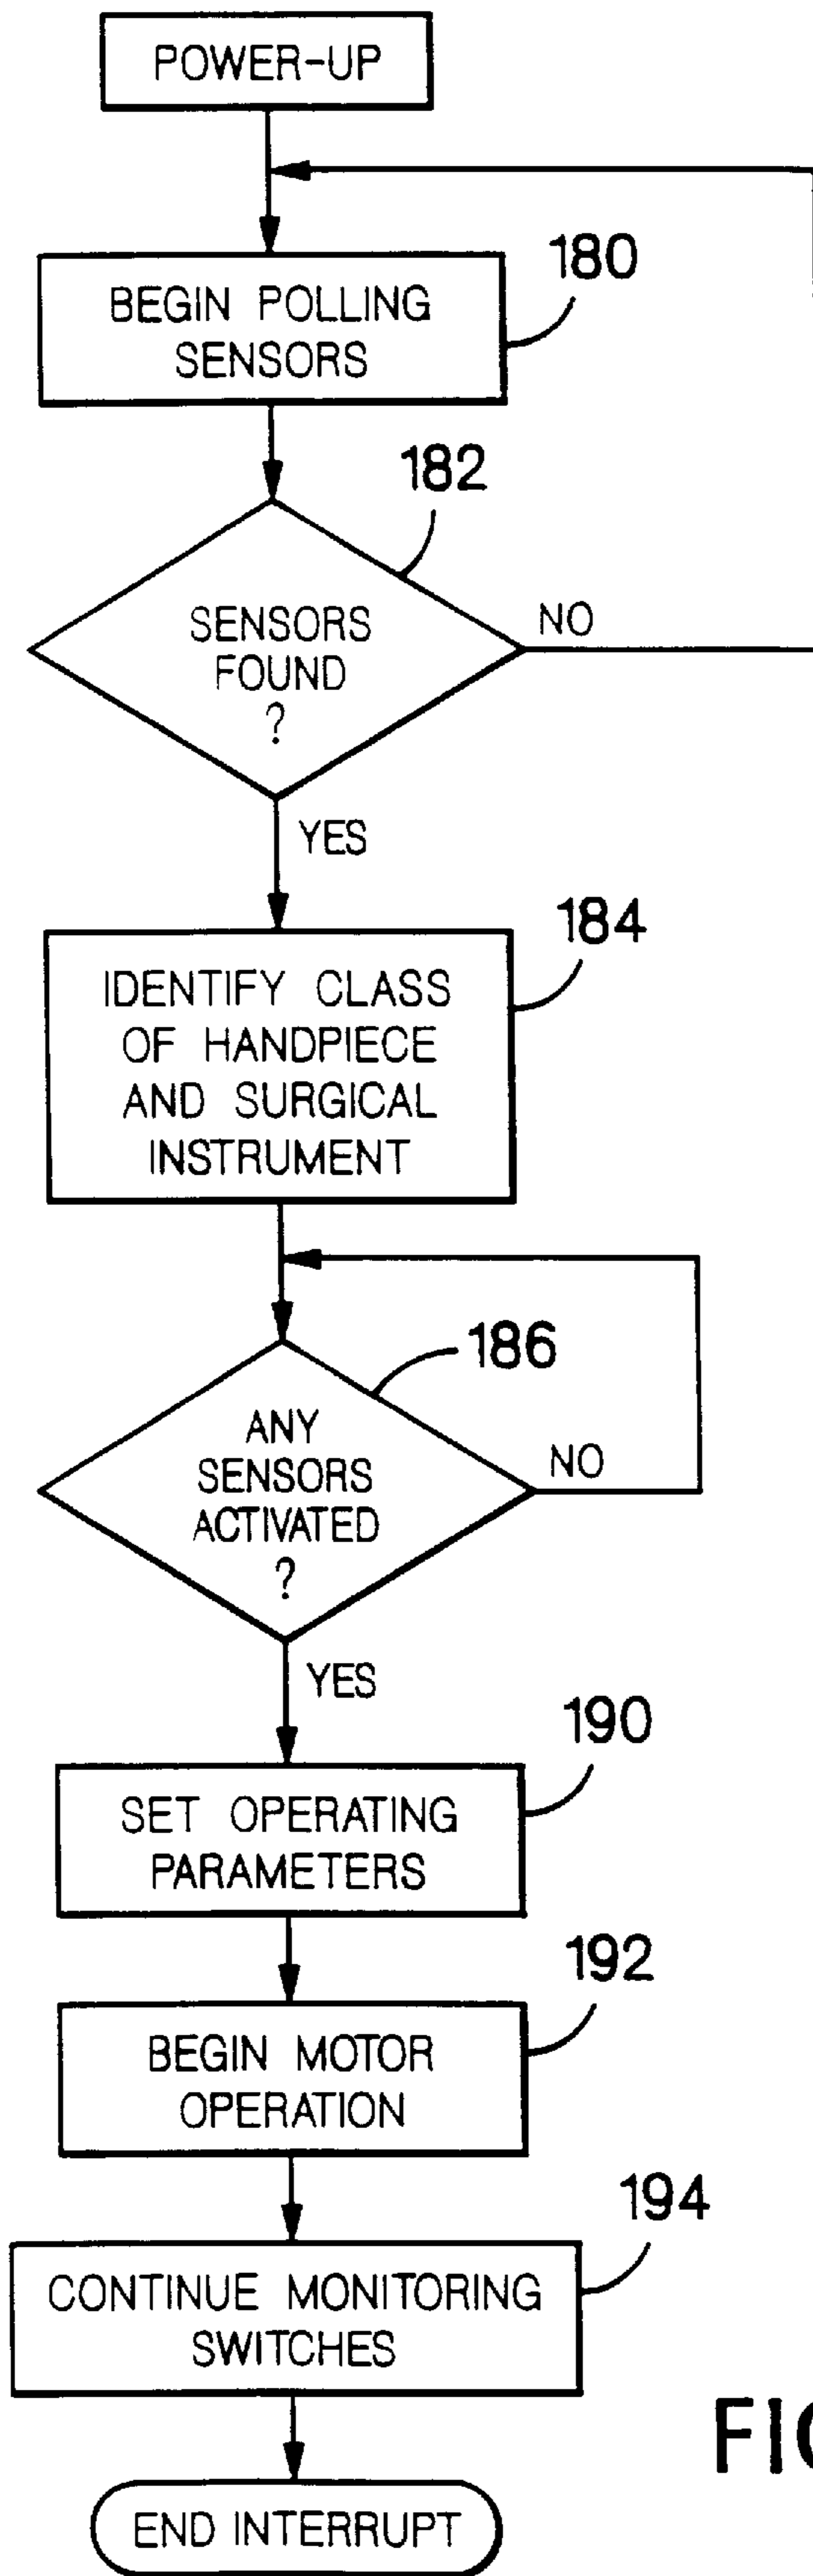 POWER-UP
BEGIN POLLING
SENSORS
180
182
SENSORS
FOUND
?
NO
YES
184
IDENTIFY CLASS
OF HANDPIECE
AND SURGICAL
INSTRUMENT
186
ANY
SENSORS
ACTIVATED
?
NO
YES
190
SET OPERATING
PARAMETERS
192
BEGIN MOTOR
OPERATION
194
CONTINUE MONITORING
SWITCHES
END INTERRUPT